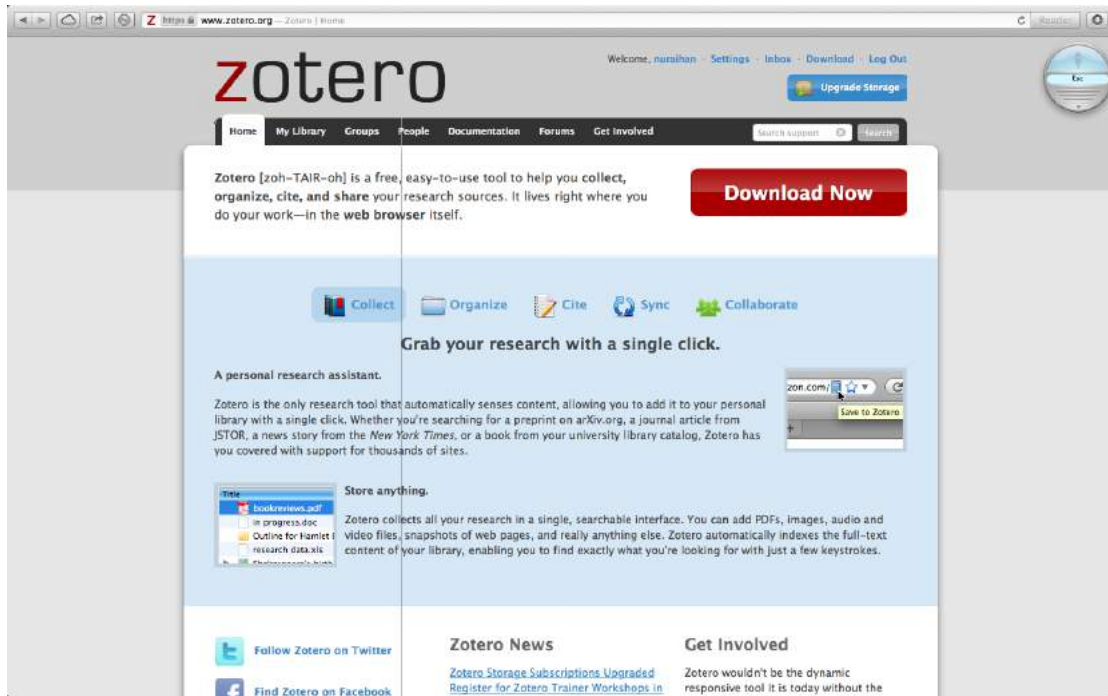 https www.zotero.org — Zotero | Home
Reader
zotero
Welcome, nuraihan · Settings · Inbox · Download · Log Out
Upgrade Storage
Esc
Home My Library Groups People Documentation Forums Get Involved
Search support Search
Zotero [zoh-TAIR-oh] is a free, easy-to-use tool to help you collect,
organize, cite, and share your research sources. It lives right where you
do your work—in the web browser itself.
Download Now
Collect Organize Cite Sync Collaborate
Grab your research with a single click.
A personal research assistant.
Zotero is the only research tool that automatically senses content, allowing you to add it to your personal
library with a single click. Whether you're searching for a preprint on arXiv.org, a journal article from
JSTOR, a news story from the New York Times, or a book from your university library catalog, Zotero has
you covered with support for thousands of sites.
zon.com/
Save to Zotero
Title
bookreviews.pdf
in progress.doc
Outline for Hamlet
research data.xls
Store anything.
Zotero collects all your research in a single, searchable interface. You can add PDFs, images, audio and
video files, snapshots of web pages, and really anything else. Zotero automatically indexes the full-text
content of your library, enabling you to find exactly what you're looking for with just a few keystrokes.
Follow Zotero on Twitter
Find Zotero on Facebook
Zotero News
Zotero Storage Subscriptions Upgraded
Register for Zotero Trainer Workshops in
Get Involved
Zotero wouldn't be the dynamic
responsive tool it is today without the